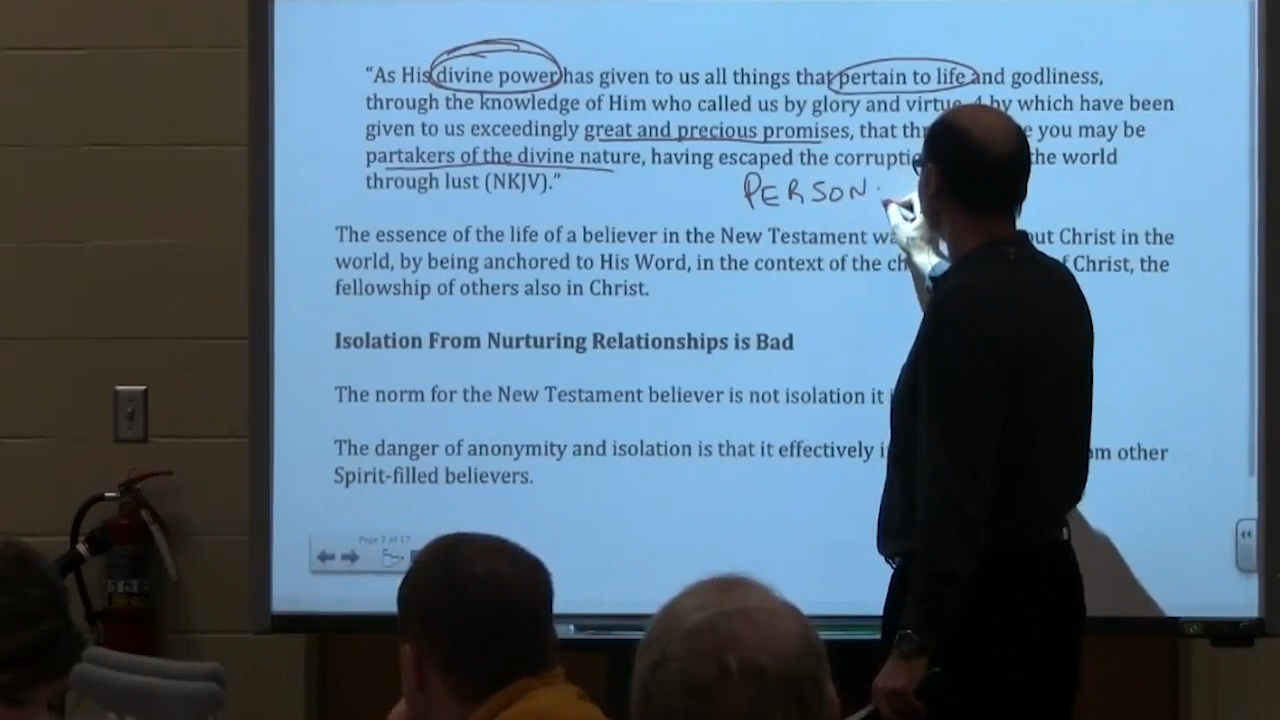 “As His divine power has given to us all things that pertain to life and godliness,
through the knowledge of Him who called us by glory and virtue, 4 by which have been
given to us exceedingly great and precious promises, that you may be
partakers of the divine nature, having escaped the the world
through lust (NKJV).”
PERSON
The essence of the life of a believer in the New Testament Christ in the
world, by being anchored to His Word, in the context of the Christ, the
fellowship of others also in Christ.
Isolation From Nurturing Relationships is Bad
The norm for the New Testament believer is not isolation it
The danger of anonymity and isolation is that it effectively other
Spirit-filled believers.